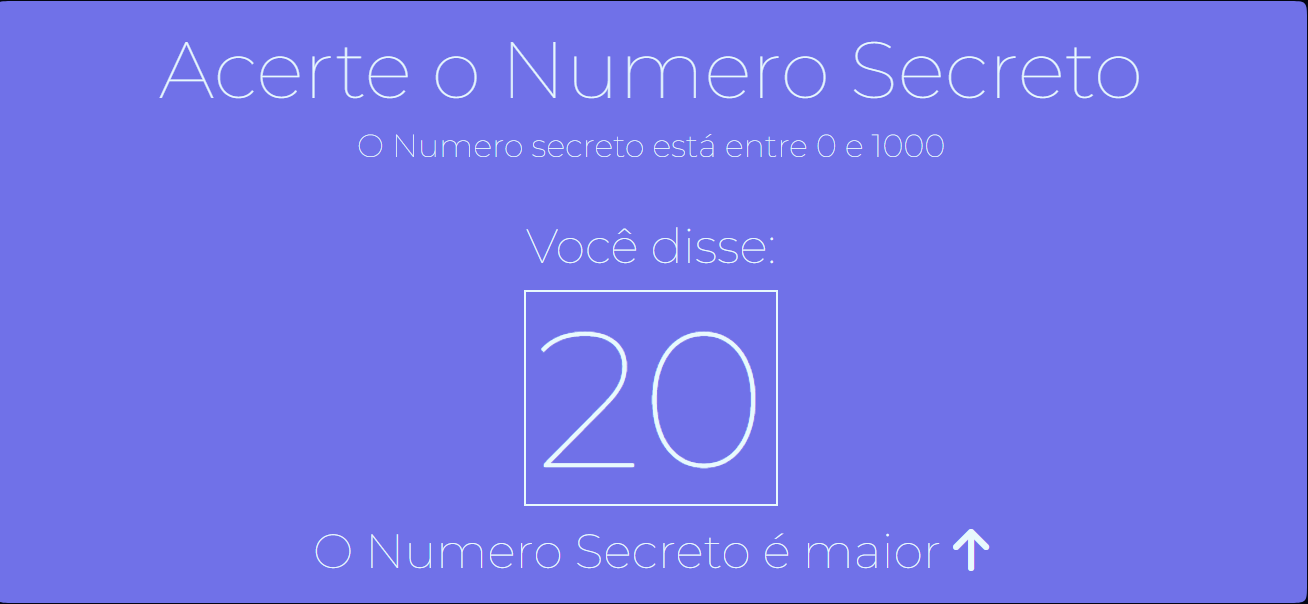 Acerte o Numero Secreto
O Numero secreto está entre 0 e 1000
Você disse:
20
O Numero Secreto é maior